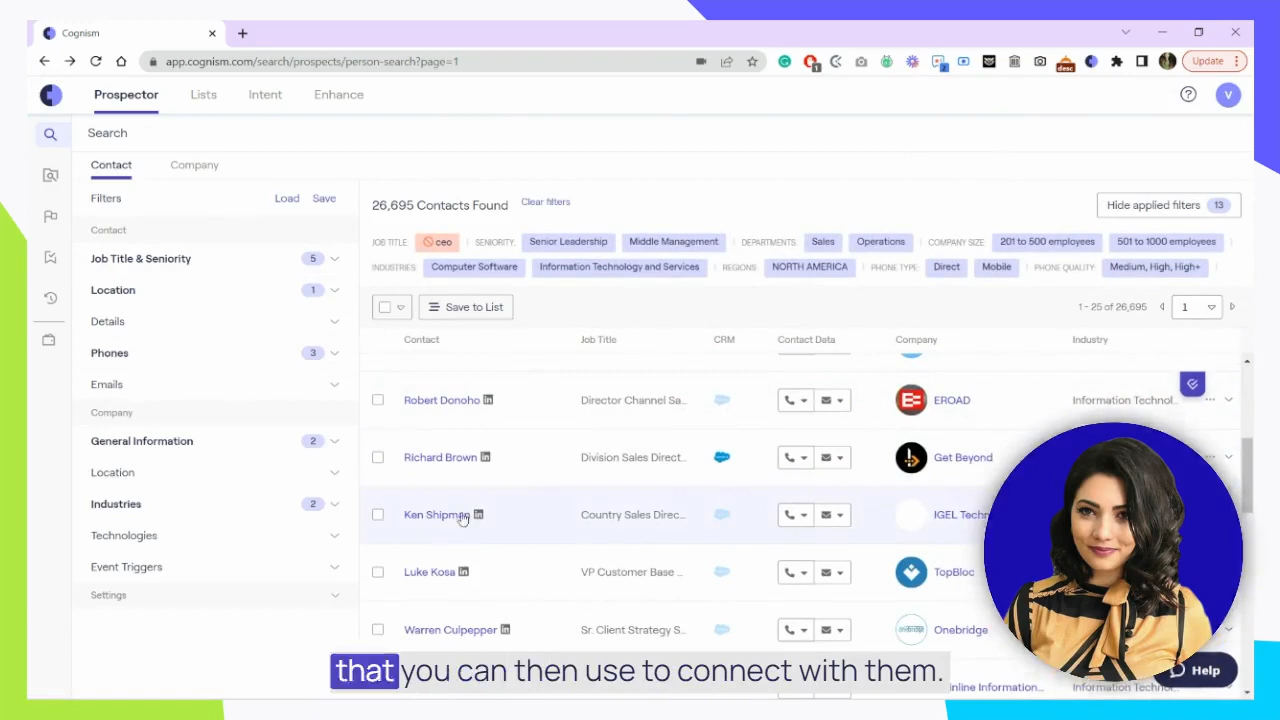 Cognism
app.cognism.com/search/prospects/person-search?page=1
Update
Prospector Lists Intent Enhance
V
Search
Contact Company
Filters Load Save
26,695 Contacts Found Clear filters
Hide applied filters 13
Contact
JOB TITLE: ceo SENIORITY: Senior Leadership Middle Management DEPARTMENTS: Sales Operations COMPANY SIZE: 201 to 500 employees 501 to 1000 employees
INDUSTRIES: Computer Software Information Technology and Services REGIONS: NORTH AMERICA PHONE TYPE: Direct Mobile PHONE QUALITY: Medium, High, High+
Job Title & Seniority 5
Location 1
Details
Phones 3
Emails
Company
General Information 2
Location
Industries 2
Technologies
Event Triggers
Settings
Save to List
1 - 25 of 26,695 1
Contact Job Title CRM Contact Data Company Industry
Robert Donoho Director Channel Sa... EROAD Information Technol...
Richard Brown Division Sales Direct... Get Beyond
Ken Shipman Country Sales Direc... IGEL Techn
Luke Kosa VP Customer Base ... TopBloc
Warren Culpepper Sr. Client Strategy S... Onebridge
that you can then use to connect with them.
Help
nline Information... Information Technol